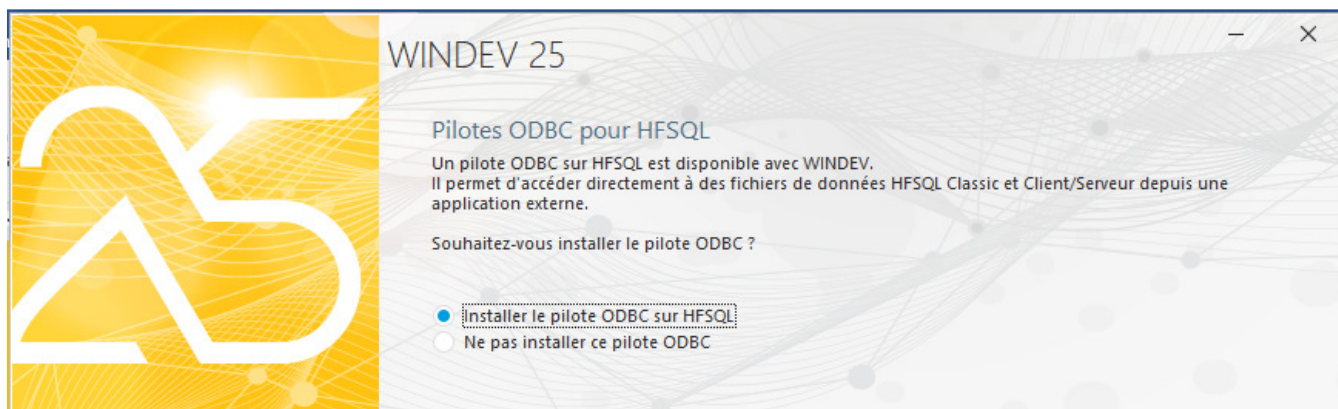 WINDEV 25
Pilotes ODBC pour HFSQL
Un pilote ODBC sur HFSQL est disponible avec WINDEV.
Il permet d'accéder directement à des fichiers de données HFSQL Classic et Client/Serveur depuis une
application externe.
Souhaitez-vous installer le pilote ODBC ?
Installer le pilote ODBC sur HFSQL
Ne pas installer ce pilote ODBC
25